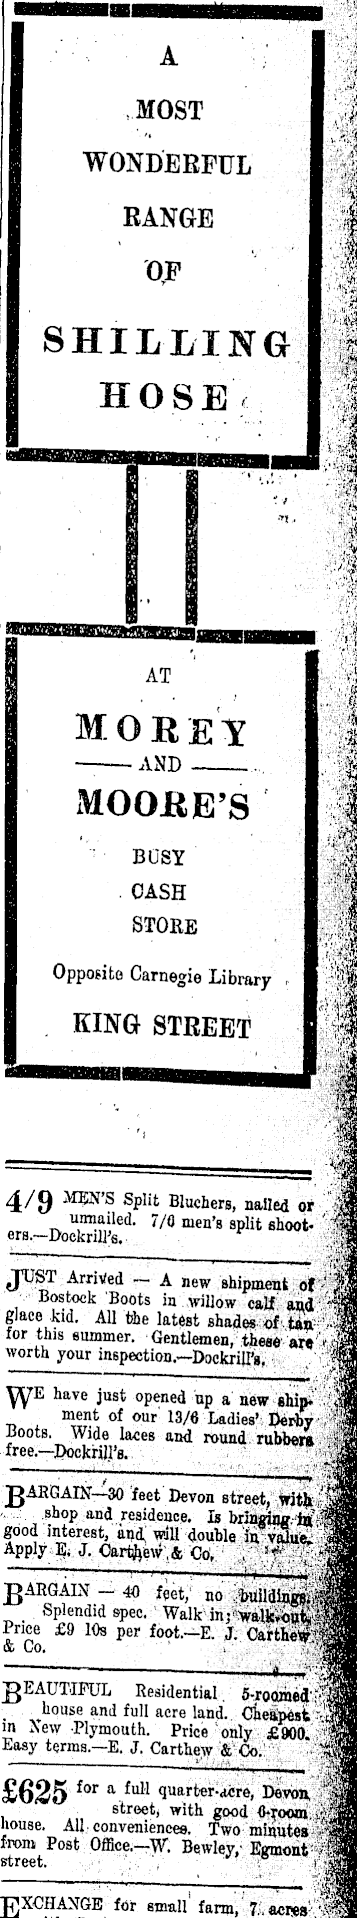 A
MOST
WONDERFUL
RANGE
OF
SHILLING
HOSE
AT
MOREY
AND
MOORE'S
BUSY
CASH
STORE
Opposite Carnegie Library
KING STREET
4/9 MEN'S Split Bluchers, nailed or
unnailed. 7/6 men's split shoot-
ers.—Dockrill's.
JUST Arrived — A new shipment of
Bostock Boots in willow calf and
glace kid. All the latest shades of tan
for this summer. Gentlemen, these are
worth your inspection.—Dockrill's.
WE have just opened up a new ship-
ment of our 13/6 Ladies' Derby
Boots. Wide laces and round rubbers
free.—Dockrill's.
BARGAIN—30 feet Devon street, with
shop and residence. Is bringing in
good interest, and will double in value.
Apply E. J. Carthew & Co.
BARGAIN — 40 feet, no buildings.
Splendid spec. Walk in; walk out.
Price £9 10s per foot.—E. J. Carthew
& Co.
BEAUTIFUL Residential 5-roomed
house and full acre land. Cheapest
in New Plymouth. Price only £900.
Easy terms.—E. J. Carthew & Co.
£625 for a full quarter-acre, Devon
street, with good 6-room
house. All conveniences. Two minutes
from Post Office.—W. Bewley, Egmont
street.
EXCHANGE for small farm, 7 acres